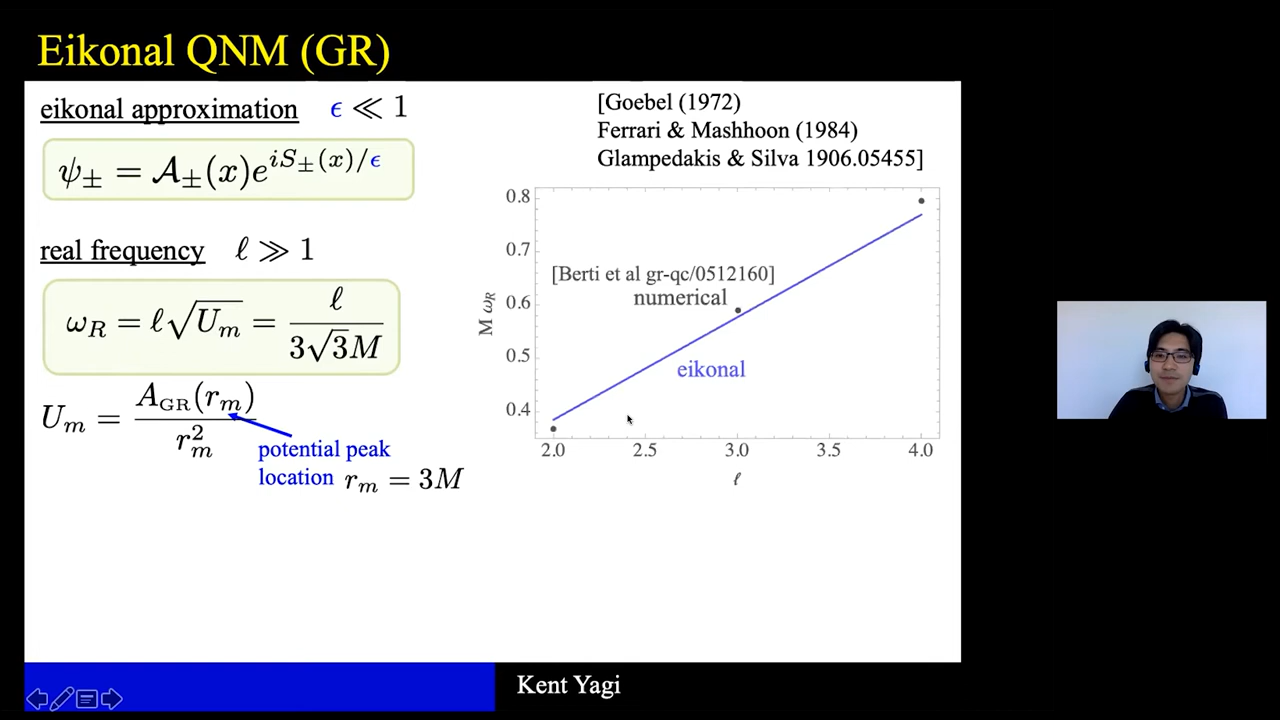 Eikonal QNM (GR)
eikonal approximation ϵ ≪ 1
ψ± = 𝒜±(x)e^{iS±(x)/ϵ}
real frequency ℓ ≫ 1
ω_R = ℓ√U_m = ℓ / 3√3M
U_m = A_GR(r_m) / r_m^2
potential peak
location r_m = 3M
[Goebel (1972)
Ferrari & Mashhoon (1984)
Glampedakis & Silva 1906.05455]
0.8
0.7
0.6
0.5
0.4
M ω_R
[Berti et al gr-qc/0512160]
numerical
eikonal
2.0 2.5 3.0 3.5 4.0
ℓ
Kent Yagi